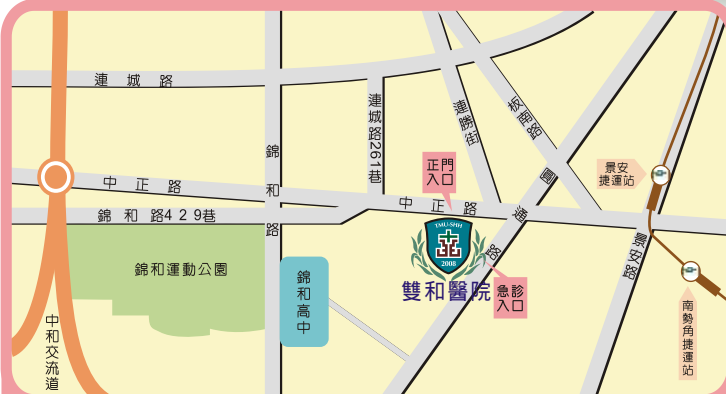 連城路
連城路261巷
連勝街
板南路
錦和路
中正路
正門
入口
景安
捷運站
圓通路
中正路
錦和路429巷
TMU-SHH
2008
景安路
錦和運動公園
雙和醫院
急診
入口
錦和高中
南勢角捷運站
中和交流道